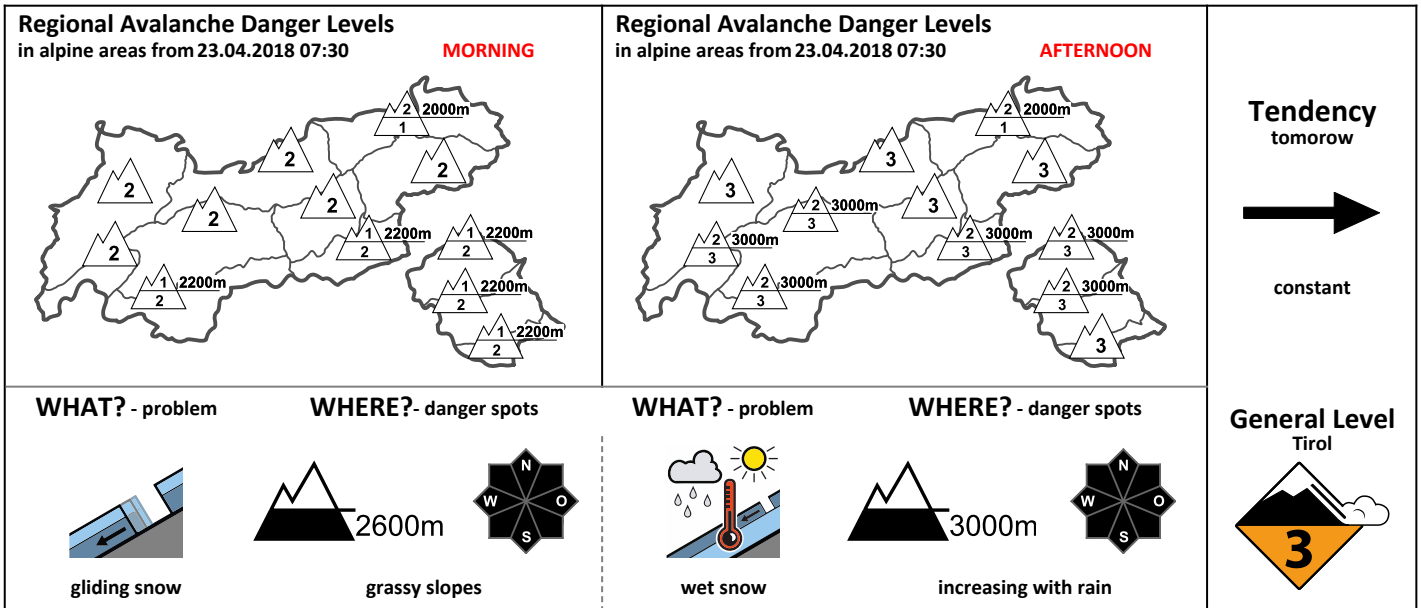 Regional Avalanche Danger Levels
in alpine areas from 23.04.2018 07:30 MORNING
2 2000m
1
2
2
2
2
2
2
2
1 2200m
2
1 2200m
2
1 2200m
2
1 2200m
2
1 2200m
2
Regional Avalanche Danger Levels
in alpine areas from 23.04.2018 07:30 AFTERNOON
2 2000m
1
3
3
3
3
2 3000m
3
2 3000m
3
2 3000m
3
2 3000m
3
2 3000m
3
2 3000m
3
3
Tendency
tomorow
constant
WHAT? - problem
gliding snow
WHERE? - danger spots
2600m
N
W O
S
grassy slopes
WHAT? - problem
wet snow
WHERE? - danger spots
3000m
N
W O
S
increasing with rain
General Level
Tirol
3